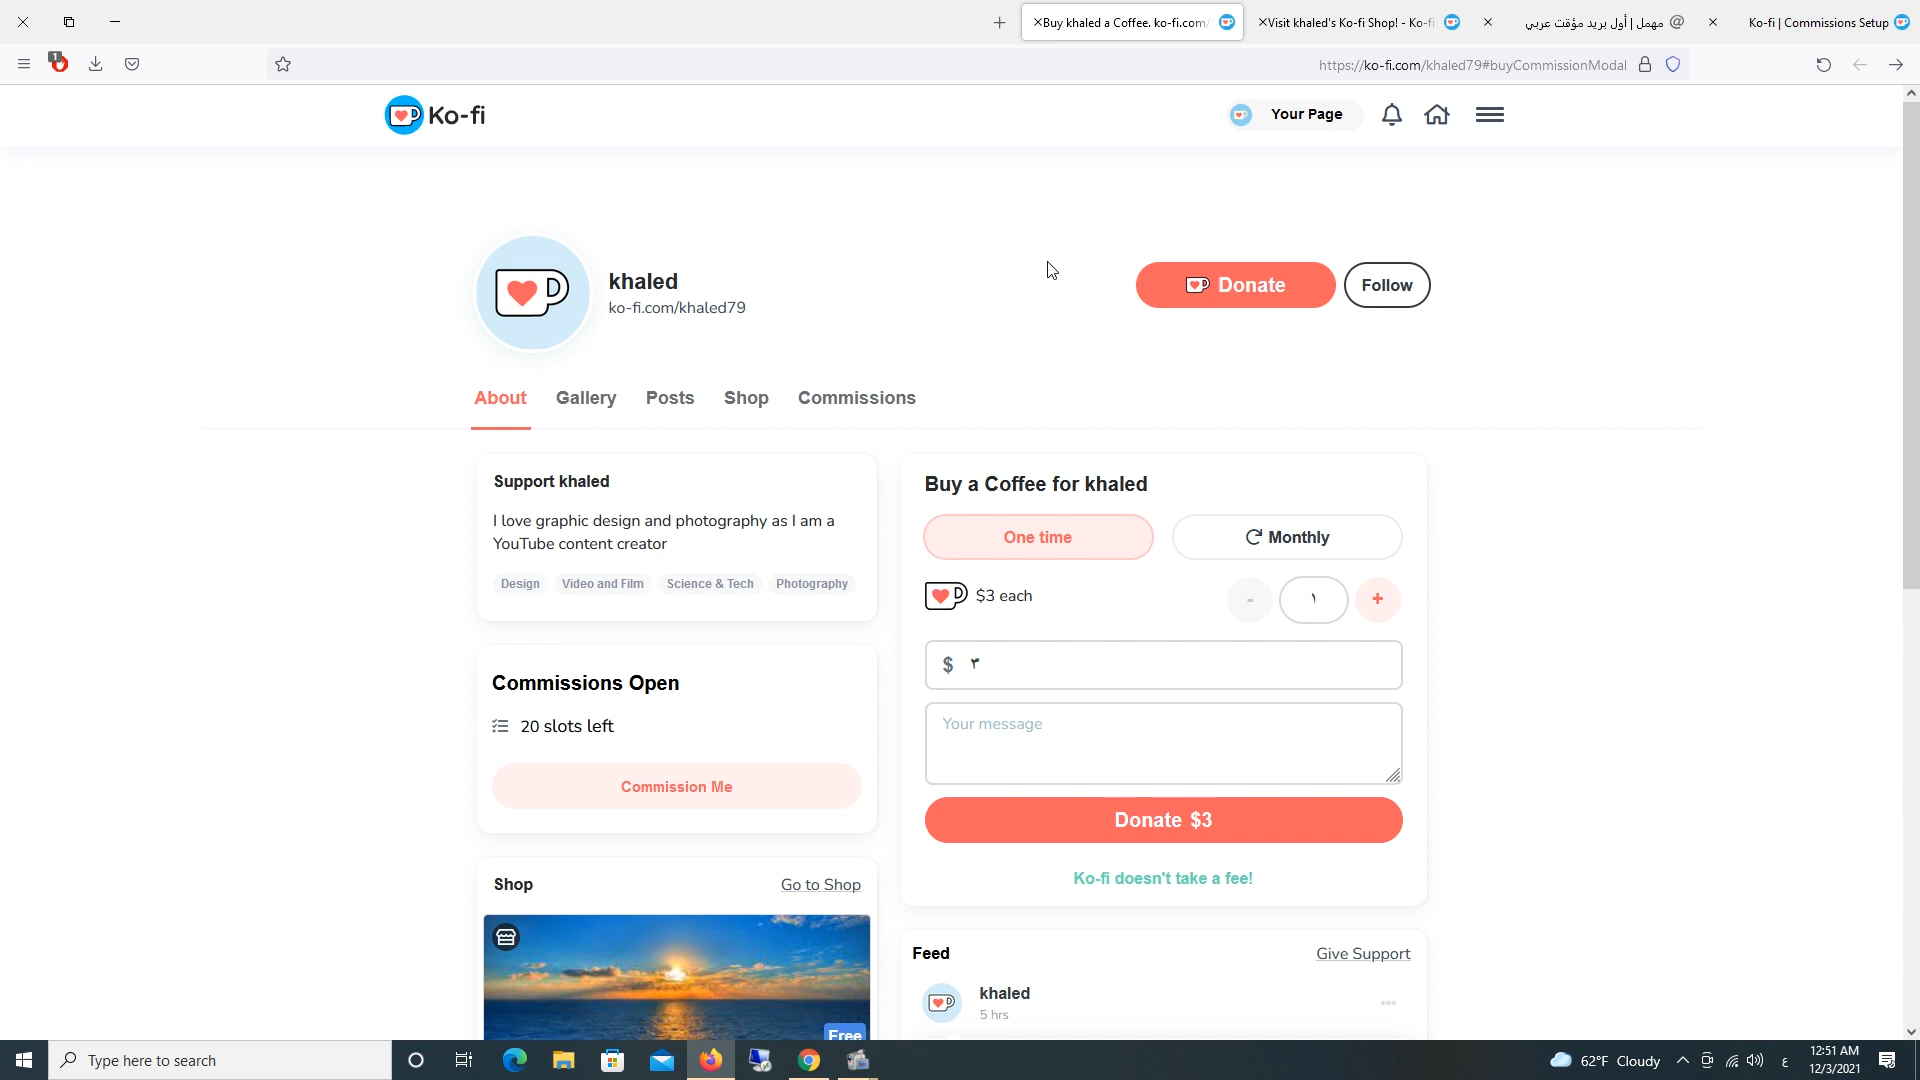 Buy khaled a Coffee. ko-fi.com/
Visit khaled's Ko-fi Shop! - Ko-fi
مهمل | أول بريد مؤقت عربي
Ko-fi | Commissions Setup
1
https://ko-fi.com/khaled79#buyCommissionModal
Ko-fi
Your Page
khaled
ko-fi.com/khaled79
Donate
Follow
About
Gallery
Posts
Shop
Commissions
Support khaled
I love graphic design and photography as I am a
YouTube content creator
Design
Video and Film
Science & Tech
Photography
Commissions Open
20 slots left
Commission Me
Shop
Go to Shop
Free
Buy a Coffee for khaled
One time
Monthly
$3 each
-
١
+
$ ٣
Your message
Donate $3
Ko-fi doesn't take a fee!
Feed
Give Support
khaled
5 hrs
Type here to search
62°F Cloudy
ع
12:51 AM
12/3/2021